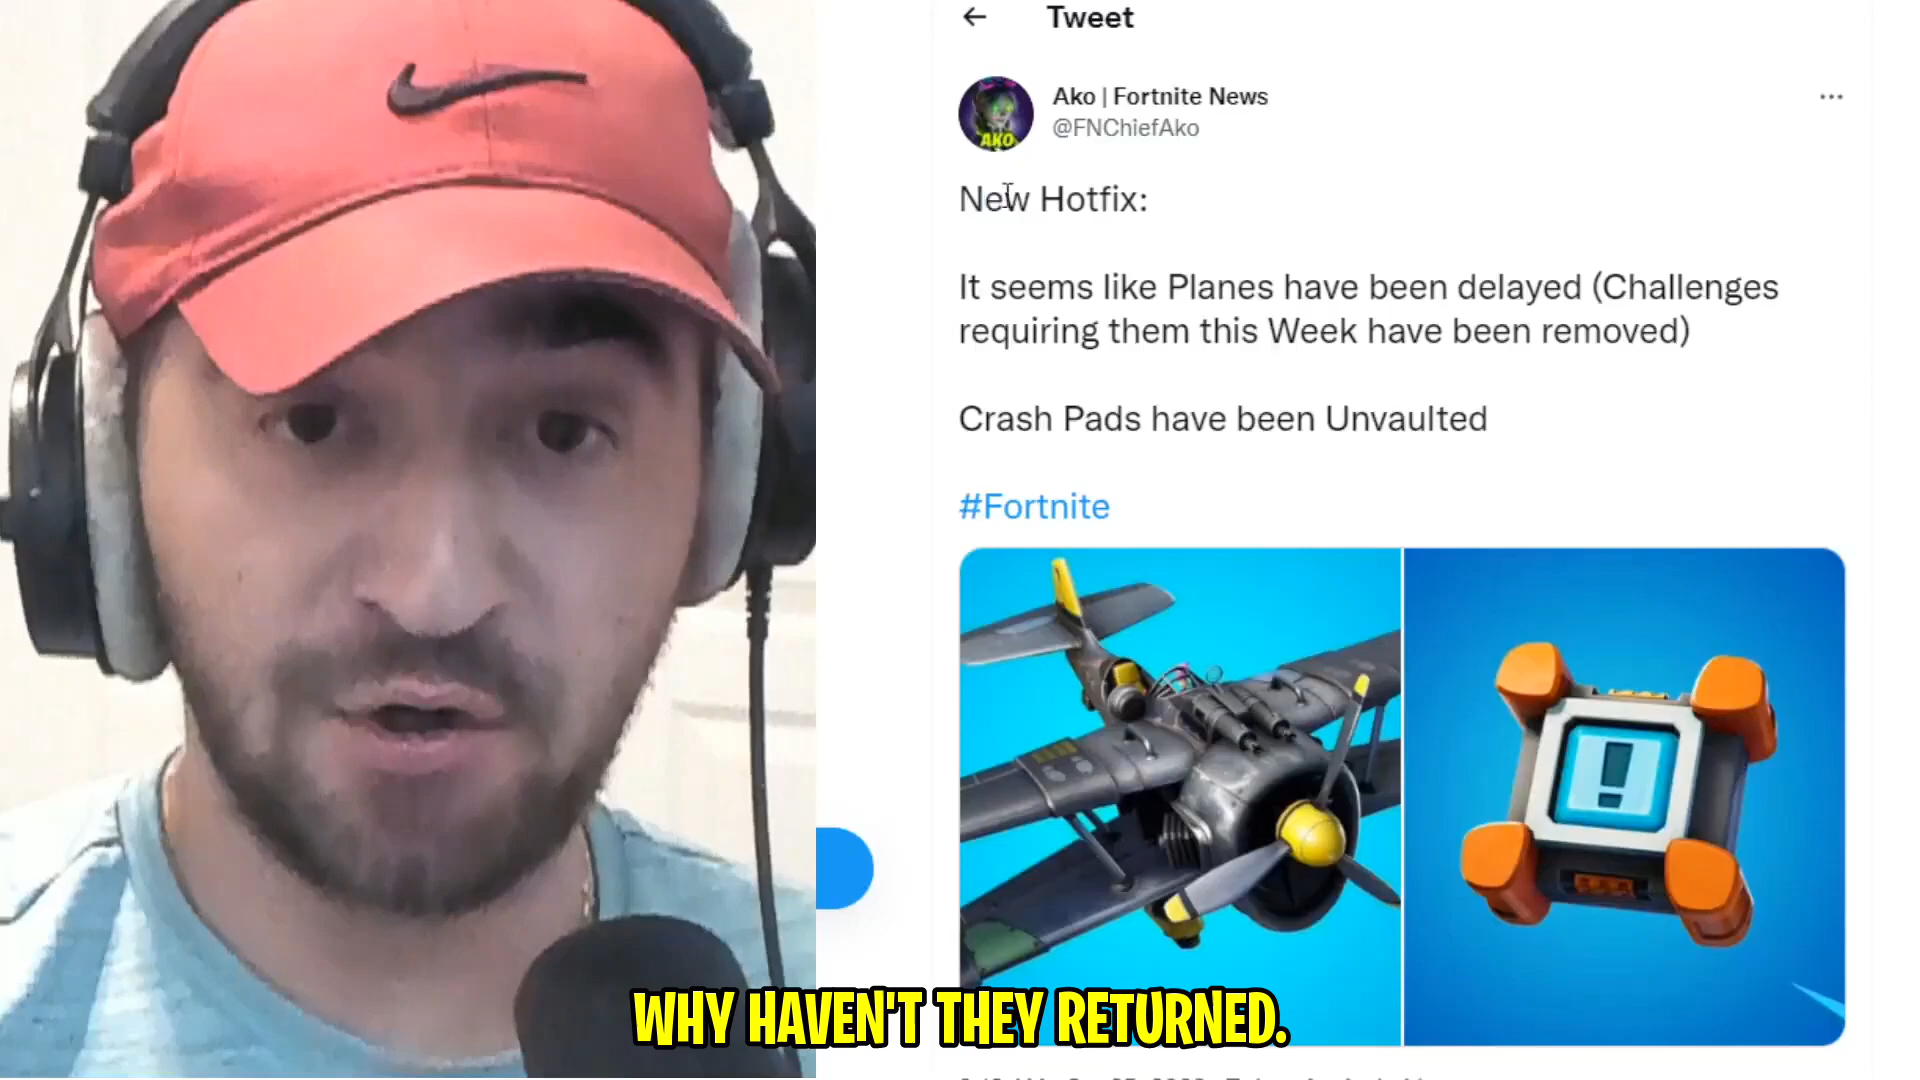 Tweet
Ako | Fortnite News
@FNChiefAko
New Hotfix:
It seems like Planes have been delayed (Challenges
requiring them this Week have been removed)
Crash Pads have been Unvaulted
#Fortnite
AKO
WHY HAVEN'T THEY RETURNED.